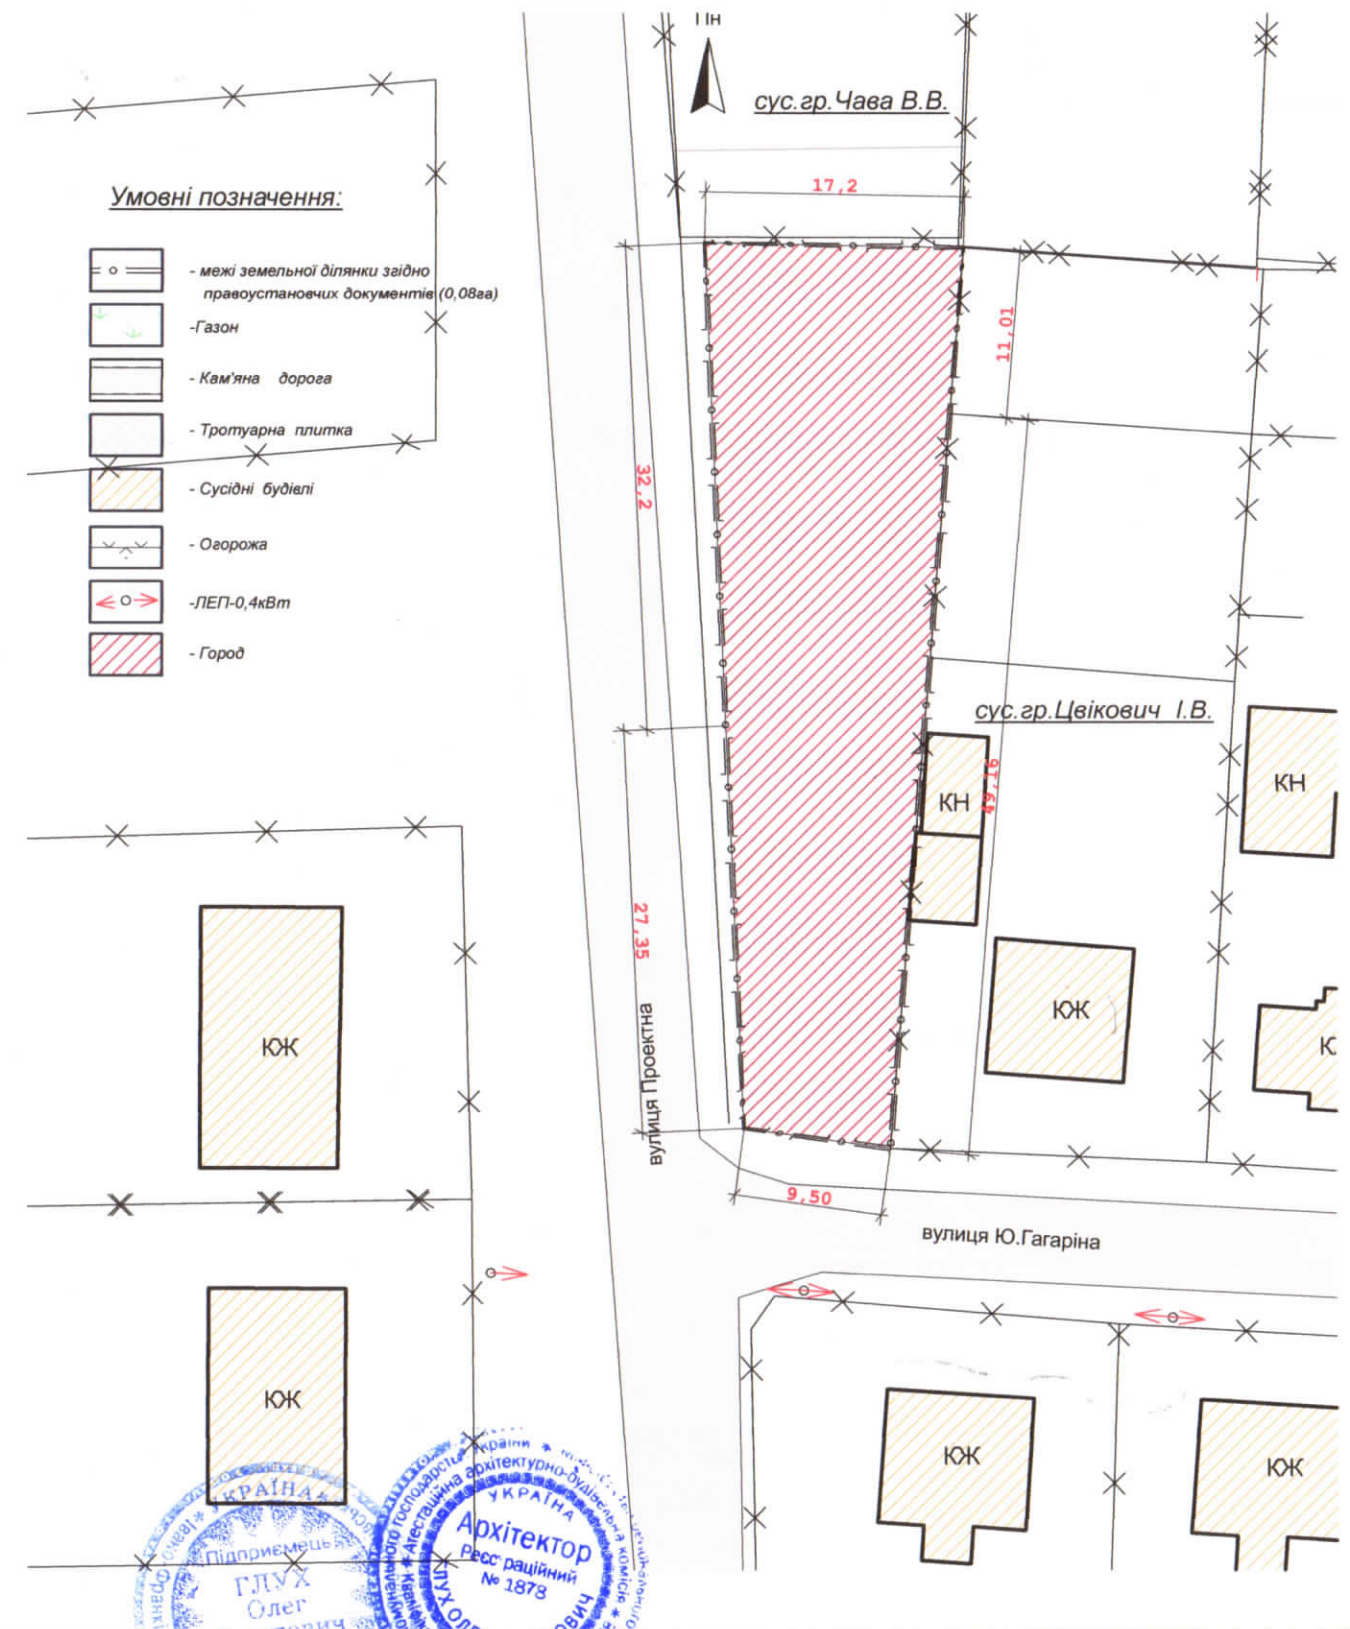 Пн
сус.гр.Чава В.В.
17,2
Умовні позначення:
- межі земельної ділянки згідно
правоустановчих документів (0,08га)
-Газон
- Кам'яна дорога
- Тротуарна плитка
- Сусідні будівлі
- Огорожа
-ЛЕП-0,4кВт
- Город
11,01
32,2
сус.гр.Цвікович І.В.
49,16
КН
КН
27,35
КЖ
КЖ
К
вулиця Проектна
9,50
вулиця Ю.Гагаріна
КЖ
КЖ
КЖ
УКРАЇНА
Підприємець
ГЛУХ
Олег
УКРАЇНА
Архітектор
№ 1878